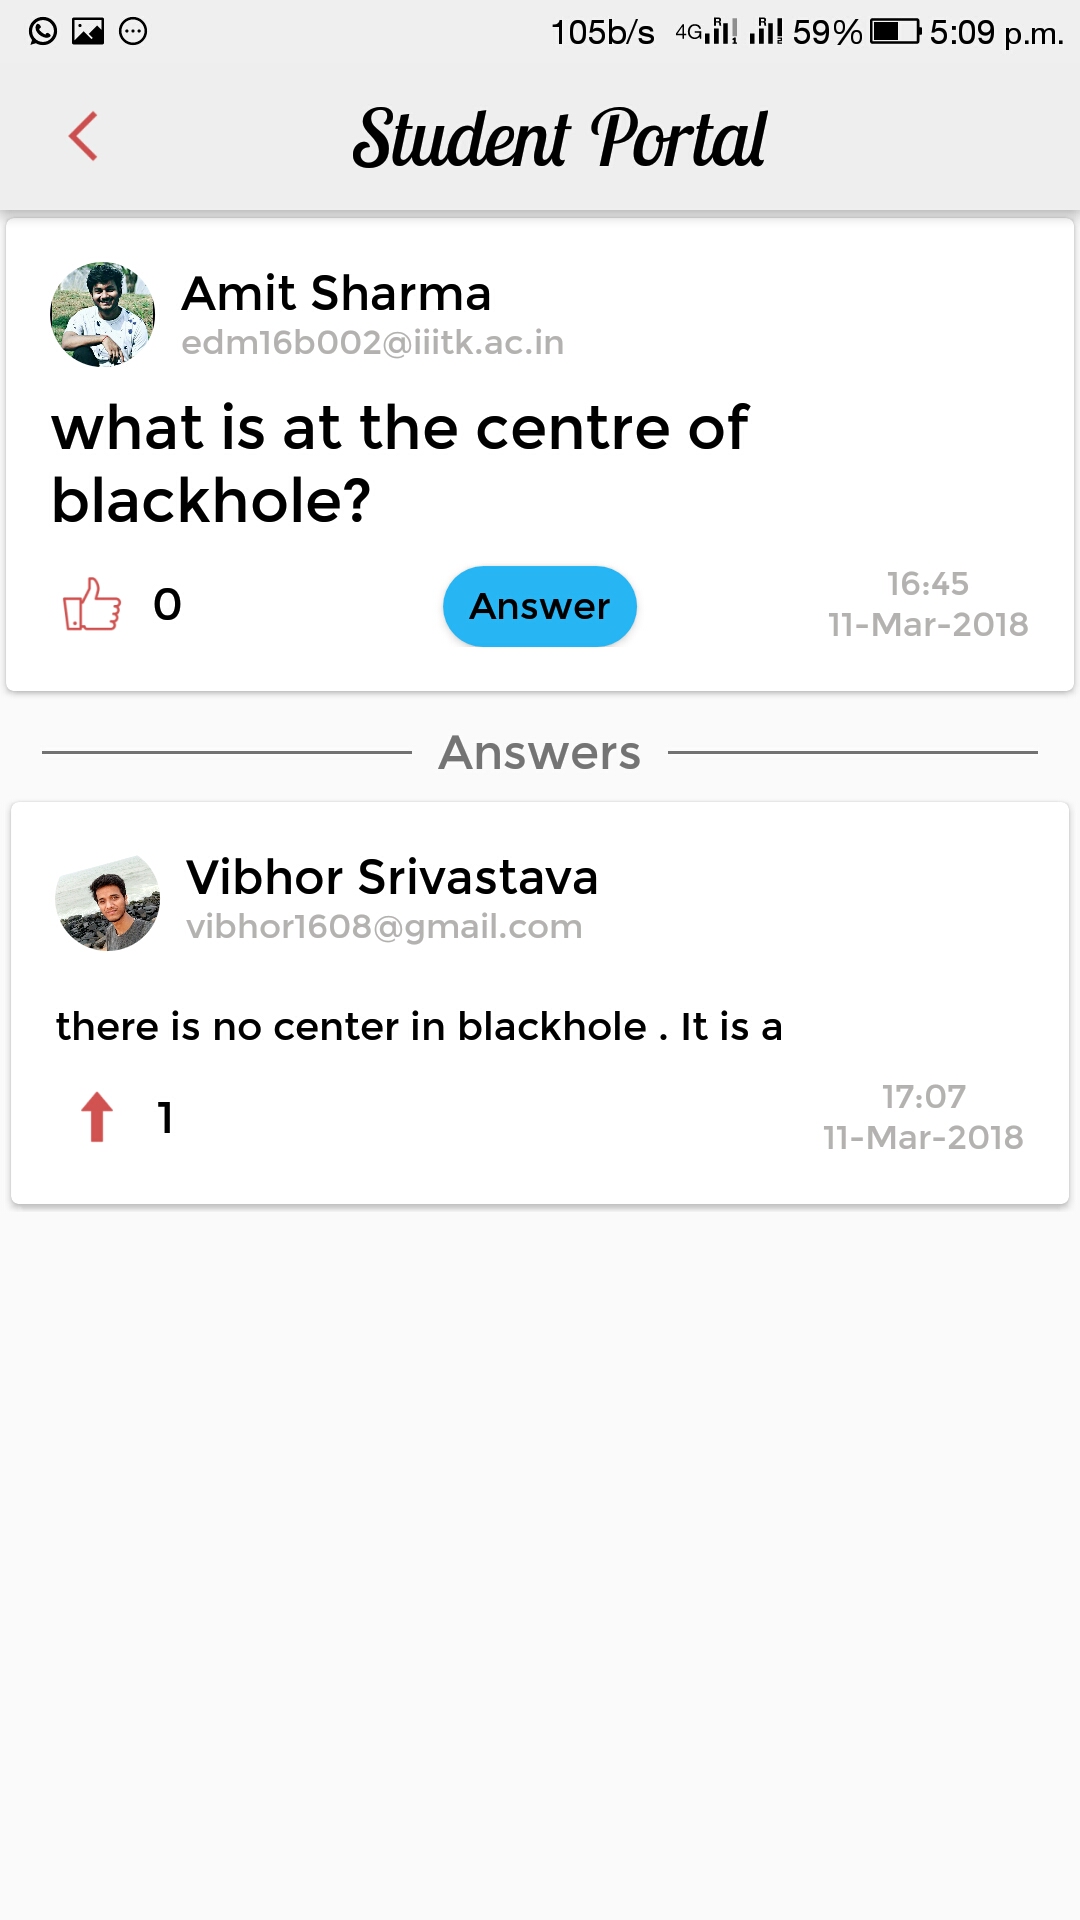 105b/s 4G 59% 5:09 p.m.
Student Portal
Amit Sharma
edm16b002@iiitk.ac.in
what is at the centre of
blackhole?
0 Answer 16:45
11-Mar-2018
Answers
Vibhor Srivastava
vibhor1608@gmail.com
there is no center in blackhole . It is a
1 17:07
11-Mar-2018